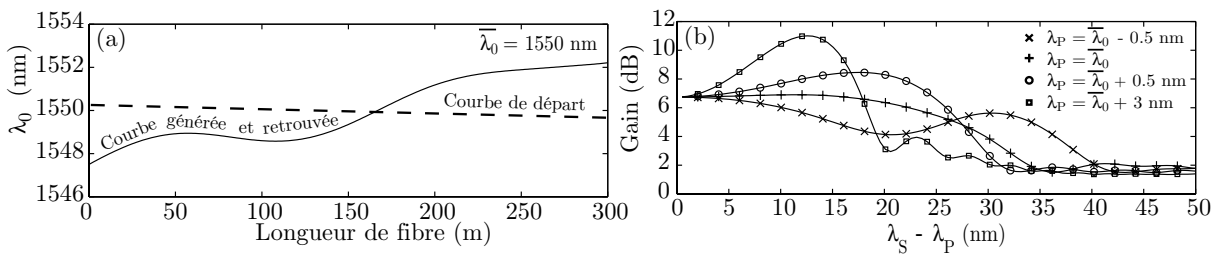 1554
1552
1550
1548
1546
λ₀ (nm)
(a)
λ̅₀ = 1550 nm
Courbe de départ
Courbe générée et retrouvée
0 50 100 150 200 250 300
Longueur de fibre (m)
12
10
8
6
4
2
0
Gain (dB)
(b)
λP = λ̅₀ - 0.5 nm
λP = λ̅₀
λP = λ̅₀ + 0.5 nm
λP = λ̅₀ + 3 nm
0 5 10 15 20 25 30 35 40 45 50
λS - λP (nm)